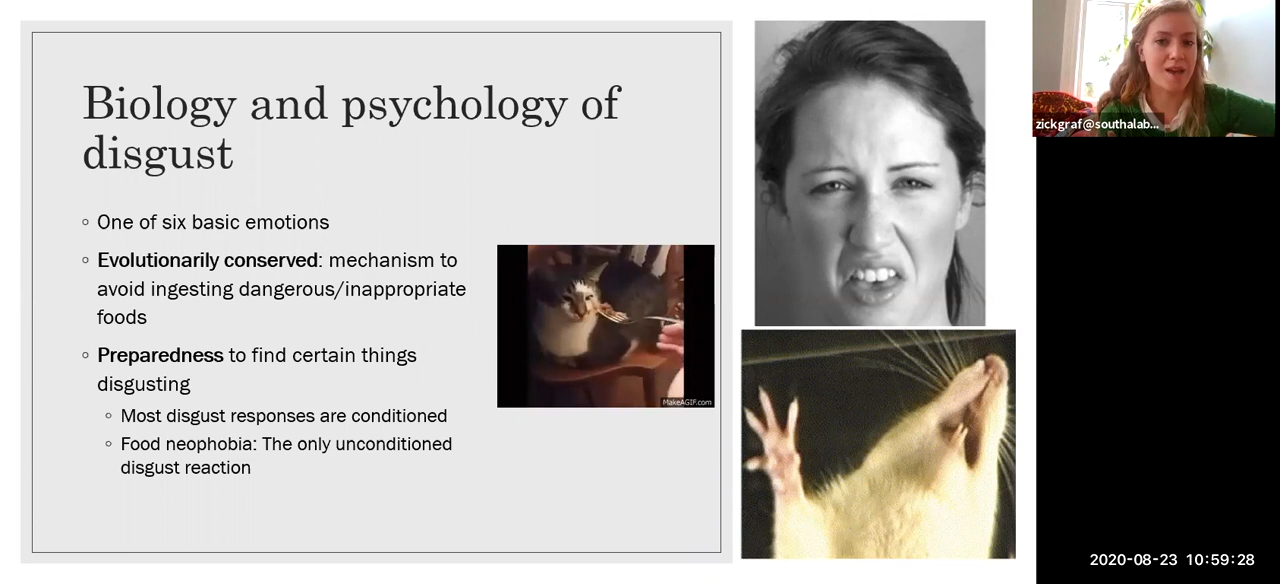 Biology and psychology of
disgust
◦ One of six basic emotions
◦ Evolutionarily conserved: mechanism to
avoid ingesting dangerous/inappropriate
foods
◦ Preparedness to find certain things
disgusting
◦ Most disgust responses are conditioned
◦ Food neophobia: The only unconditioned
disgust reaction
MakeAGIF.com
zickgraf@southalab...
2020-08-23 10:59:28